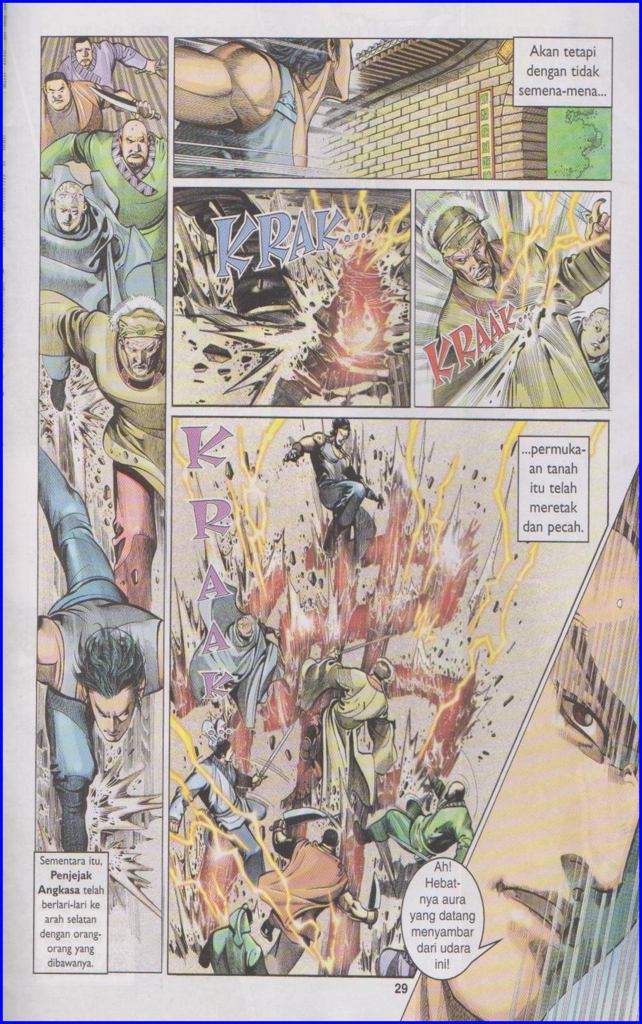 Sementara itu,
Penjejak
Angkasa telah
berlari-lari ke
arah selatan
dengan orang-
orang yang
dibawanya.
Akan tetapi
dengan tidak
semena-mena...
KRAK...
KRAAK...
KRAAAK
...permuka-
an tanah
itu telah
meretak
dan pecah.
Ah!
Hebat-
nya aura
yang datang
menyambar
dari udara
ini!
29